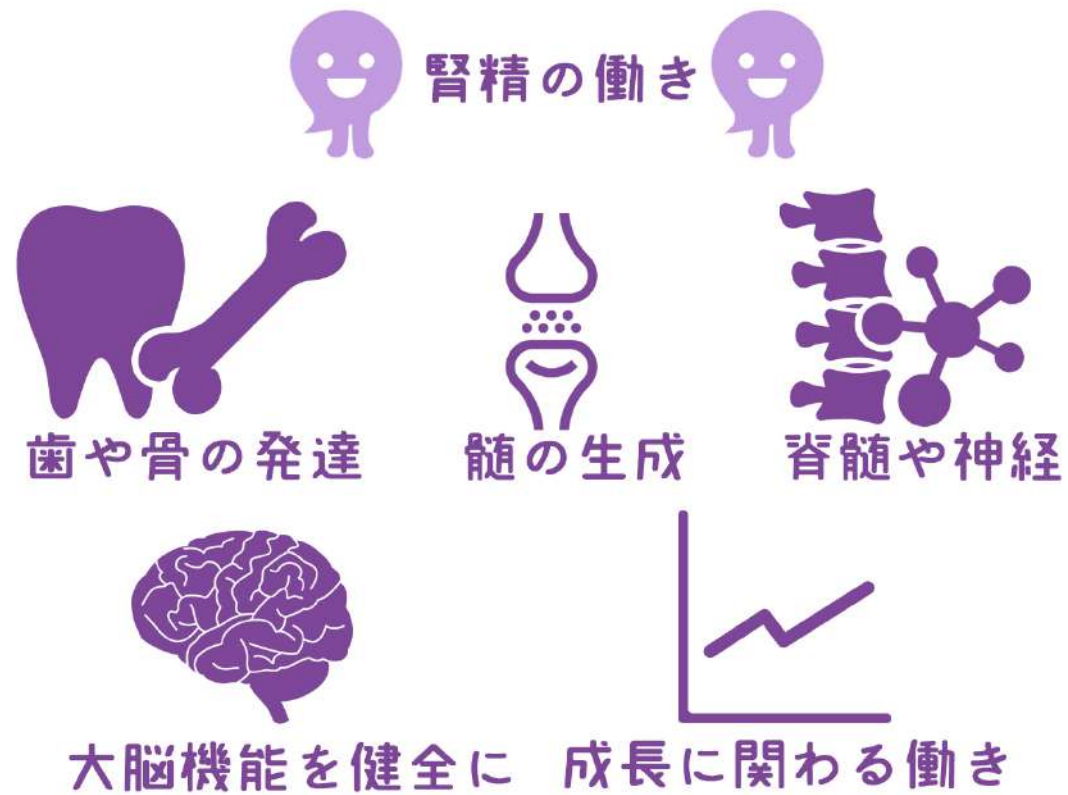 腎精の働き
歯や骨の発達
髄の生成
脊髄や神経
大脳機能を健全に
成長に関わる働き